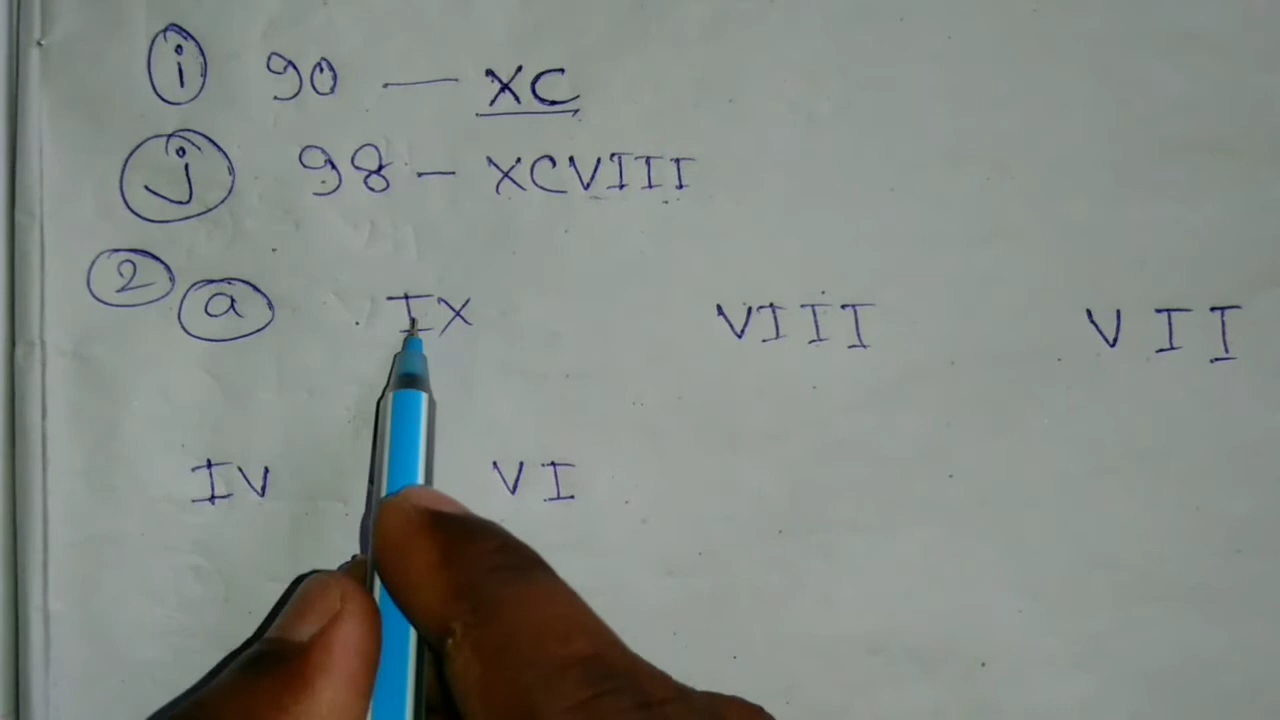 i 90 — XC
j 98 - XCVIII
2 a IX VIII VII
IV VI